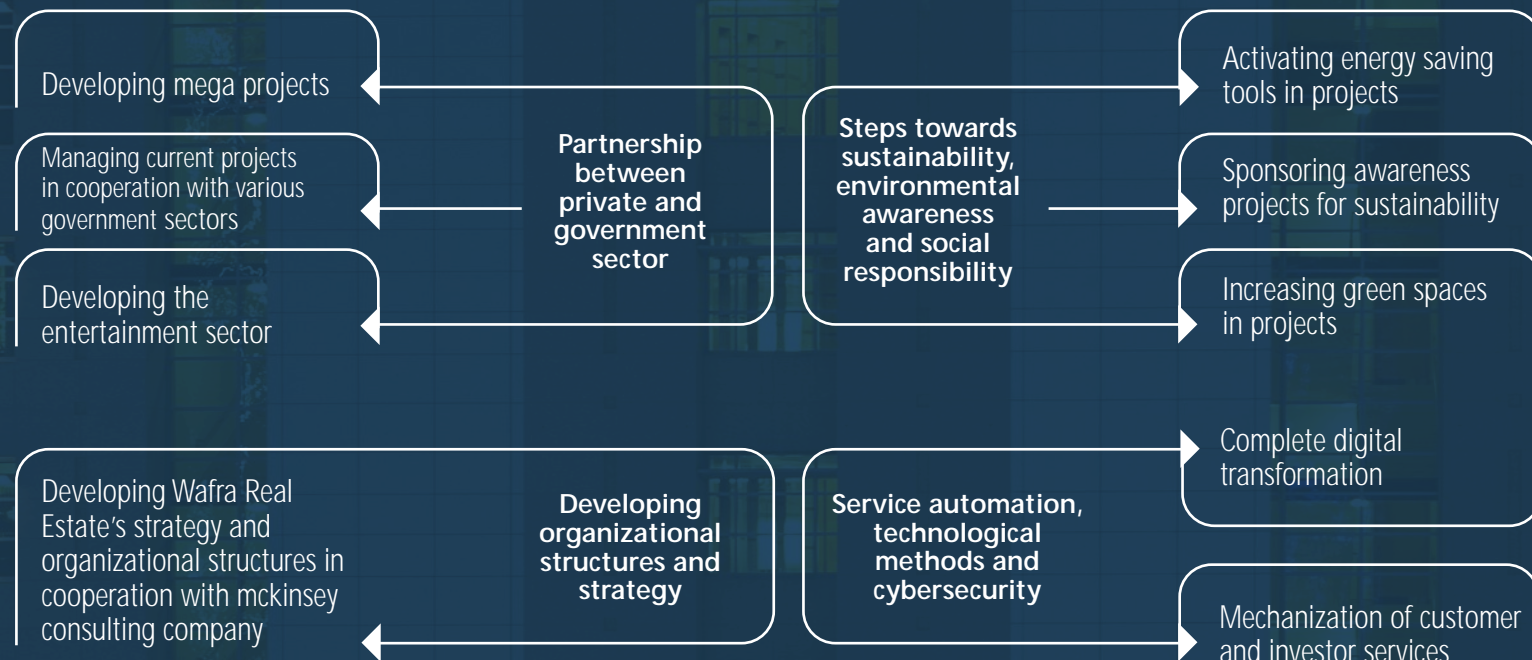 Developing mega projects
Managing current projects
in cooperation with various
government sectors
Developing the
entertainment sector
Partnership
between
private and
government
sector
Steps towards
sustainability,
environmental
awareness
and social
responsibility
Activating energy saving
tools in projects
Sponsoring awareness
projects for sustainability
Increasing green spaces
in projects
Developing Wafra Real
Estate's strategy and
organizational structures in
cooperation with mckinsey
consulting company
Developing
organizational
structures and
strategy
Service automation,
technological
methods and
cybersecurity
Complete digital
transformation
Mechanization of customer
and investor services